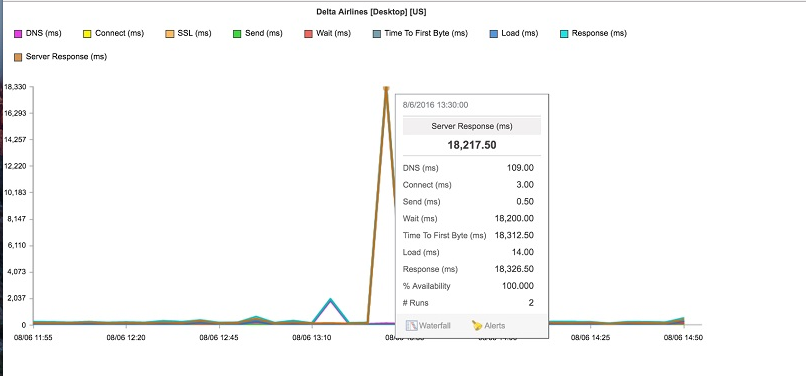 Delta Airlines [Desktop] [US]
DNS (ms) Connect (ms) SSL (ms) Send (ms) Wait (ms) Time To First Byte (ms) Load (ms) Response (ms)
Server Response (ms)
18,330
16,293
14,257
12,220
10,183
8,147
6,110
4,073
2,037
0
08/06 11:55 08/06 12:20 08/06 12:45 08/06 13:10 08/06 14:25 08/06 14:50
8/6/2016 13:30:00
Server Response (ms)
18,217.50
DNS (ms) 109.00
Connect (ms) 3.00
Send (ms) 0.50
Wait (ms) 18,200.00
Time To First Byte (ms) 18,312.50
Load (ms) 14.00
Response (ms) 18,326.50
% Availability 100.000
# Runs 2
Waterfall Alerts